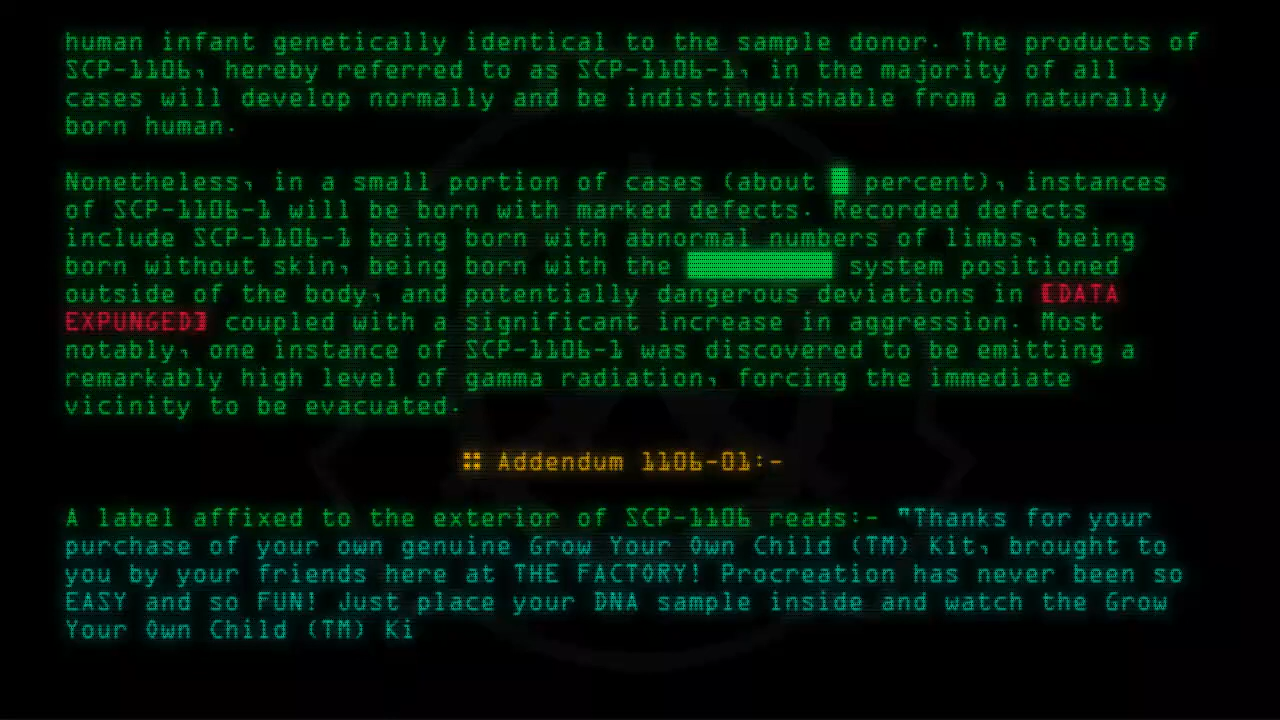 human infant genetically identical to the sample donor. The products of
SCP-1106, hereby referred to as SCP-1106-1, in the majority of all
cases will develop normally and be indistinguishable from a naturally
born human.
Nonetheless, in a small portion of cases (about █ percent), instances
of SCP-1106-1 will be born with marked defects. Recorded defects
include SCP-1106-1 being born with abnormal numbers of limbs, being
born without skin, being born with the █████████ system positioned
outside of the body, and potentially dangerous deviations in [DATA
EXPUNGED] coupled with a significant increase in aggression. Most
notably, one instance of SCP-1106-1 was discovered to be emitting a
remarkably high level of gamma radiation, forcing the immediate
vicinity to be evacuated.
:: Addendum 1106-01:-
A label affixed to the exterior of SCP-1106 reads:- "Thanks for your
purchase of your own genuine Grow Your Own Child (TM) Kit, brought to
you by your friends here at THE FACTORY! Procreation has never been so
EASY and so FUN! Just place your DNA sample inside and watch the Grow
Your Own Child (TM) Ki